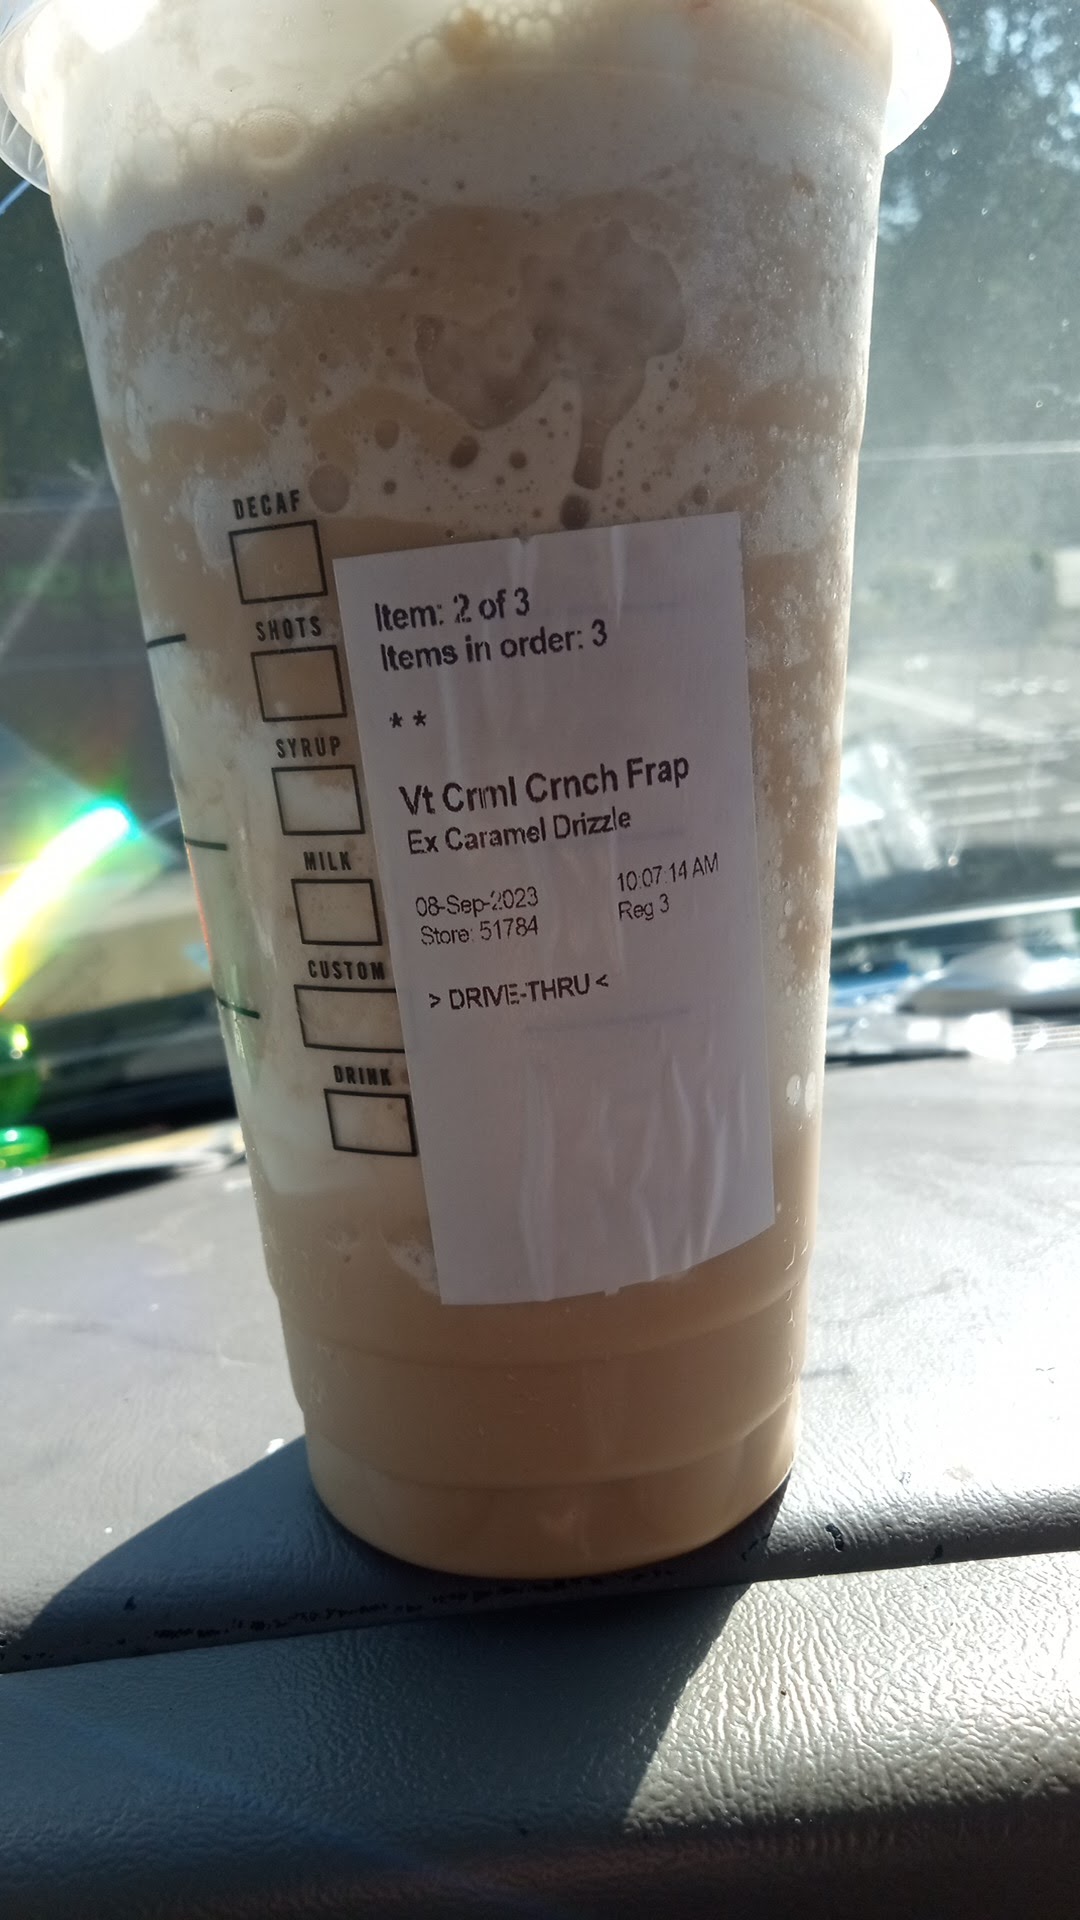 DECAF
SHOTS
SYRUP
MILK
CUSTOM
DRINK
Item: 2 of 3
Items in order: 3
**
Vt Crml Crnch Frap
Ex Caramel Drizzle
08-Sep-2023 10:07:14 AM
Store: 51784 Reg 3
> DRIVE-THRU <